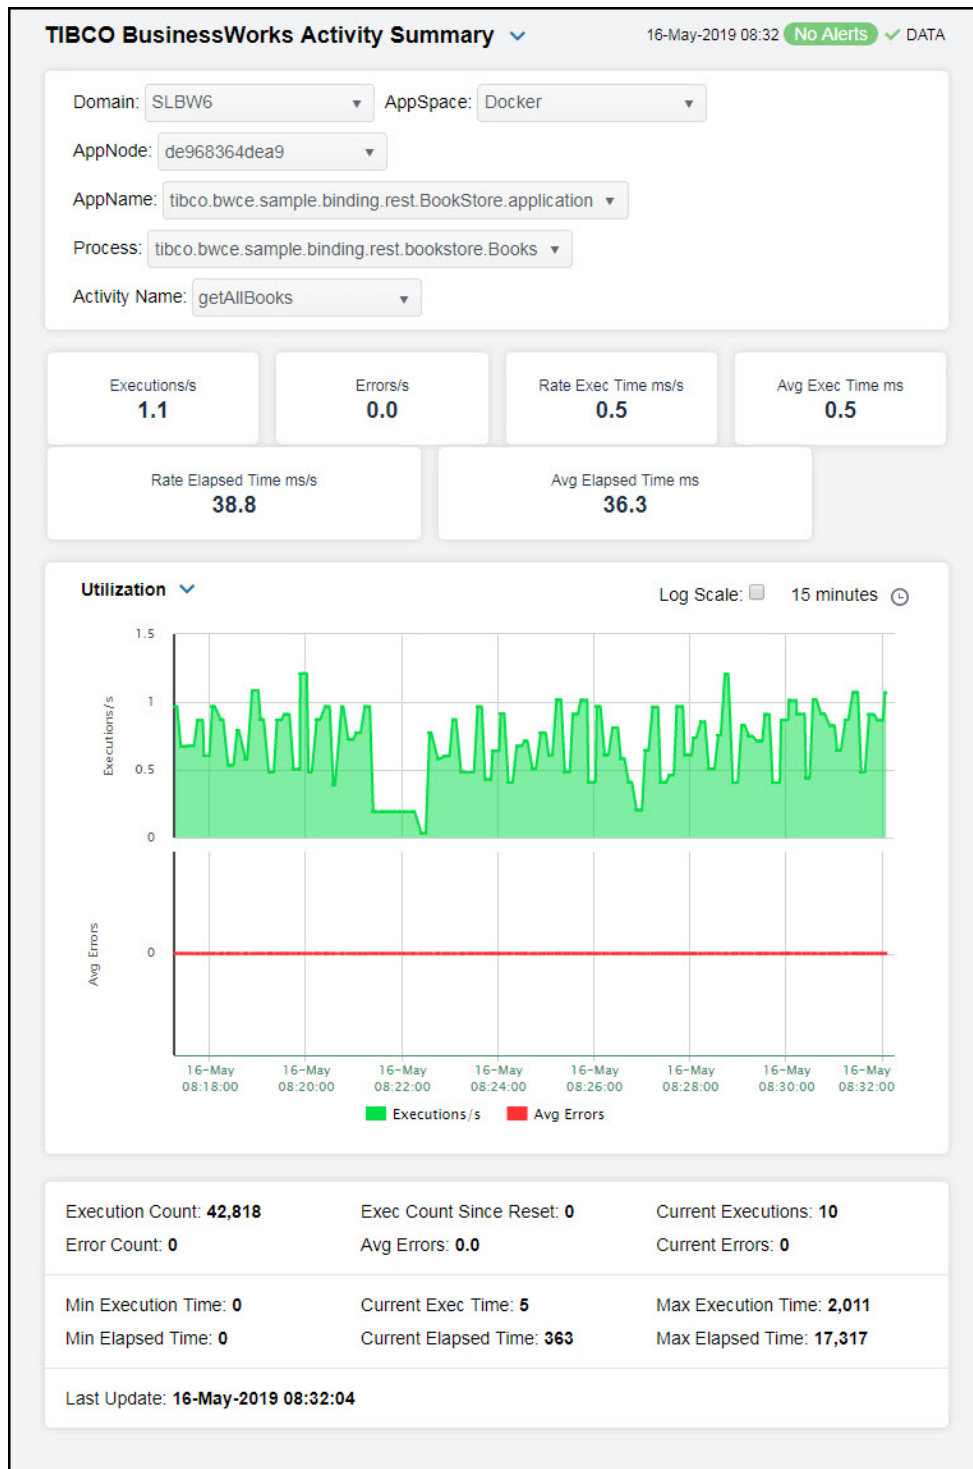 TIBCO BusinessWorks Activity Summary 16-May-2019 08:32 No Alerts DATA
Domain: SLBW6 AppSpace: Docker
AppNode: de968364dea9
AppName: tibco.bwce.sample.binding.rest.BookStore.application
Process: tibco.bwce.sample.binding.rest.bookstore.Books
Activity Name: getAllBooks
Executions/s Errors/s Rate Exec Time ms/s Avg Exec Time ms
1.1 0.0 0.5 0.5
Rate Elapsed Time ms/s Avg Elapsed Time ms
38.8 36.3
Utilization Log Scale: 15 minutes
1.5
1
0.5
0
Executions/s
0
Avg Errors
16-May 16-May 16-May 16-May 16-May 16-May 16-May 16-May
08:18:00 08:20:00 08:22:00 08:24:00 08:26:00 08:28:00 08:30:00 08:32:00
Executions/s Avg Errors
Execution Count: 42,818 Exec Count Since Reset: 0 Current Executions: 10
Error Count: 0 Avg Errors: 0.0 Current Errors: 0
Min Execution Time: 0 Current Exec Time: 5 Max Execution Time: 2,011
Min Elapsed Time: 0 Current Elapsed Time: 363 Max Elapsed Time: 17,317
Last Update: 16-May-2019 08:32:04